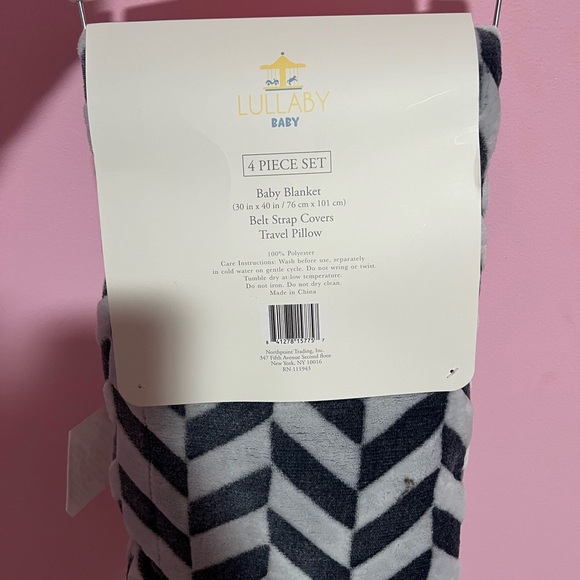 LULLABY
BABY
4 PIECE SET
Baby Blanket
(30 in x 40 in / 76 cm x 101 cm)
Belt Strap Covers
Travel Pillow
100% Polyester
Care Instructions: Wash before use, separately
in cold water on gentle cycle. Do not wring or twist.
Tumble dry at low temperature.
Do not iron. Do not dry clean.
Made in China
41278"15775
Northpoint Trading, Inc.
347 Fifth Avenue Second floor
New York, NY 10016
RN 111943